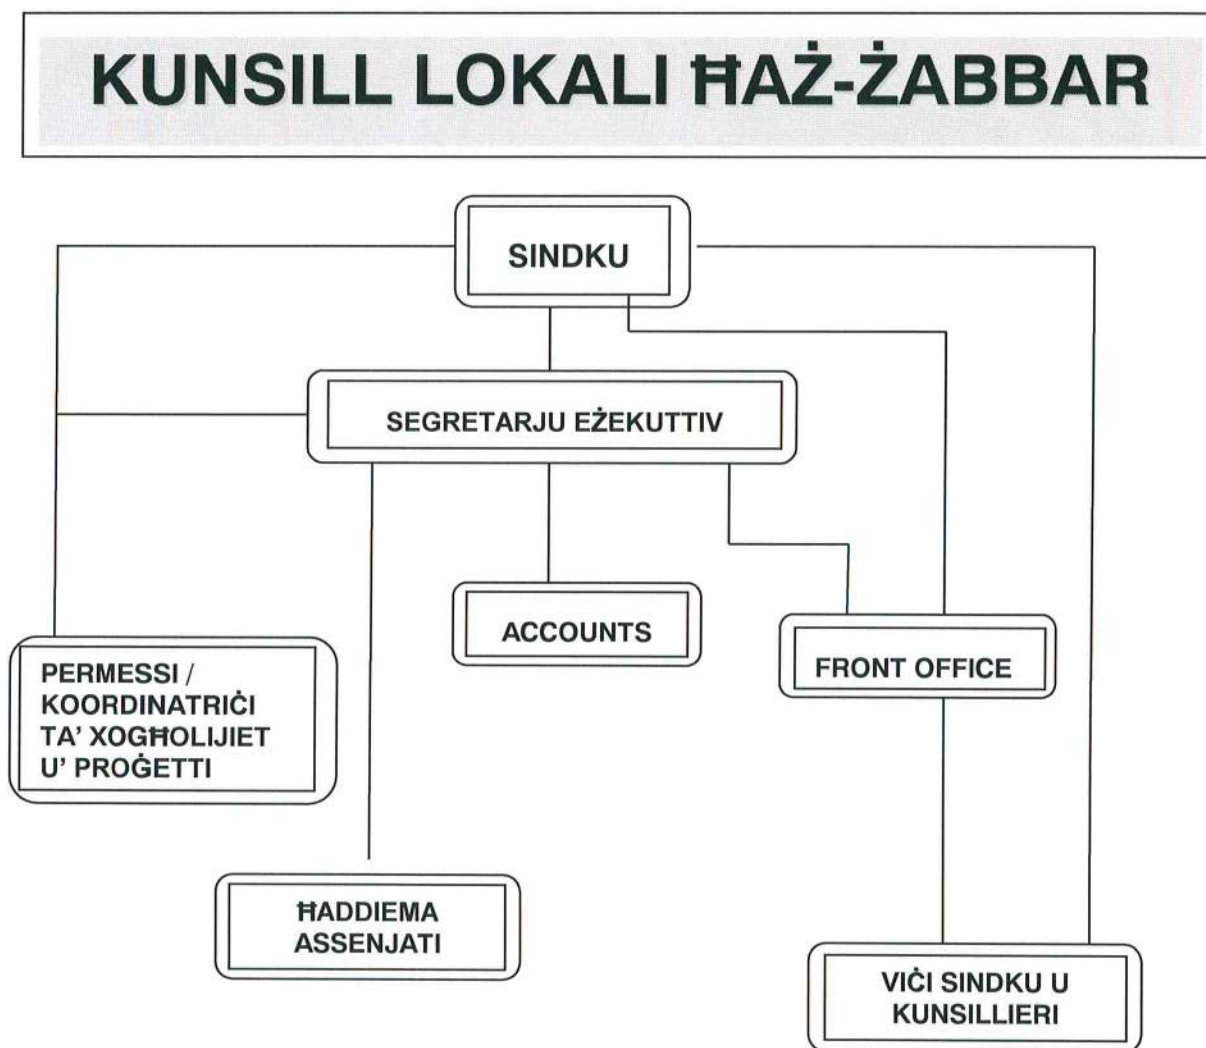 KUNSILL LOKALI ĦAŻ-ŻABBAR
SINDKU
SEGRETARJU EŻEKUTTIV
ACCOUNTS
FRONT OFFICE
PERMESSI /
KOORDINATRIĊI
TA’ XOGĦOLIJIET
U’ PROĠETTI
ĦADDIEMA
ASSENJATI
VIĊI SINDKU U
KUNSILLIERI